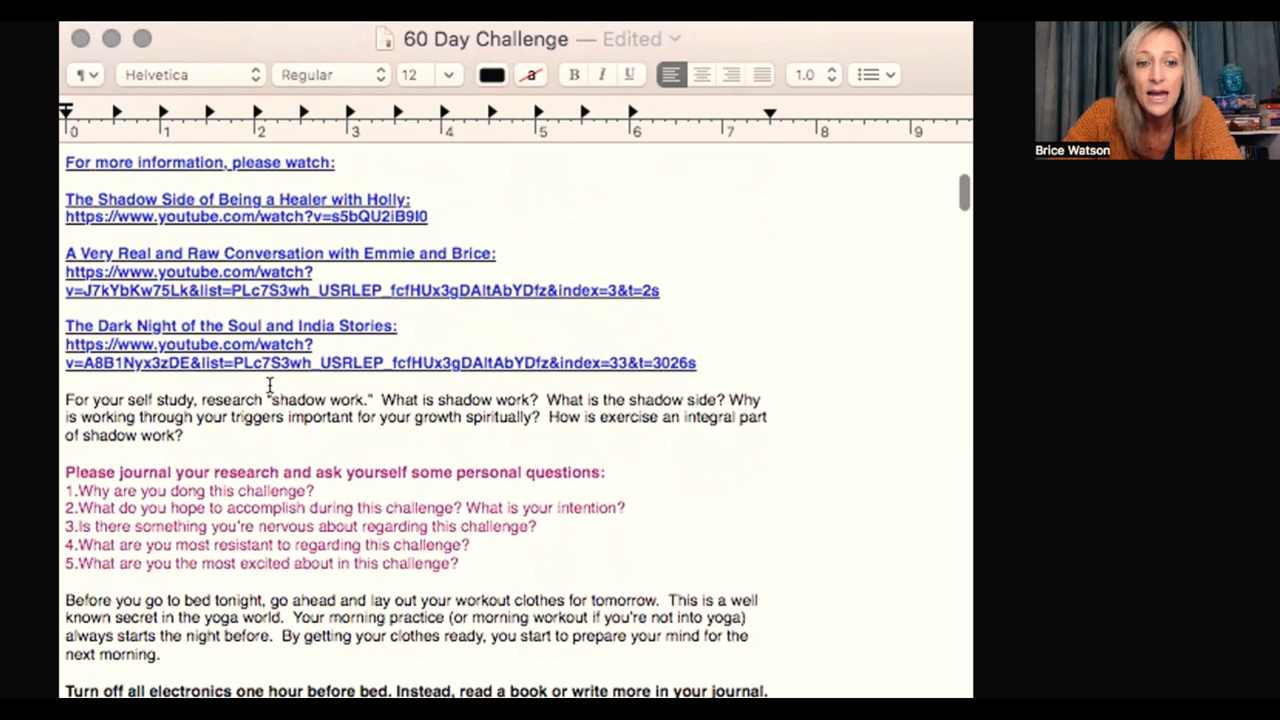 60 Day Challenge — Edited
¶ Helvetica Regular 12 a B I U 1.0
0 1 2 3 4 5 6 7 8 9
Brice Watson
For more information, please watch:
The Shadow Side of Being a Healer with Holly:
https://www.youtube.com/watch?v=s5bQU2iB9I0
A Very Real and Raw Conversation with Emmie and Brice:
https://www.youtube.com/watch?
v=J7kYbKw75Lk&list=PLc7S3wh_USRLEP_fcfHUx3gDAltAbYDfz&index=3&t=2s
The Dark Night of the Soul and India Stories:
https://www.youtube.com/watch?
v=A8B1Nyx3zDE&list=PLc7S3wh_USRLEP_fcfHUx3gDAltAbYDfz&index=33&t=3026s
For your self study, research "shadow work."  What is shadow work?  What is the shadow side? Why
is working through your triggers important for your growth spiritually?  How is exercise an integral part
of shadow work?
Please journal your research and ask yourself some personal questions:
1.Why are you dong this challenge?
2.What do you hope to accomplish during this challenge? What is your intention?
3.Is there something you're nervous about regarding this challenge?
4.What are you most resistant to regarding this challenge?
5.What are you the most excited about in this challenge?
Before you go to bed tonight, go ahead and lay out your workout clothes for tomorrow.  This is a well
known secret in the yoga world.  Your morning practice (or morning workout if you're not into yoga)
always starts the night before.  By getting your clothes ready, you start to prepare your mind for the
next morning.
Turn off all electronics one hour before bed. Instead, read a book or write more in your journal.